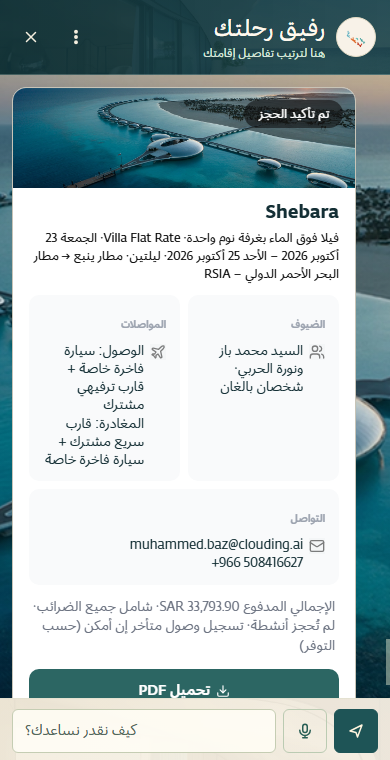 رفيق رحلتك
هنا لترتيب تفاصيل إقامتك
تم تأكيد الحجز
Shebara
فيلا فوق الماء بغرفة نوم واحدة· Villa Flat Rate· الجمعة 23
أكتوبر 2026 – الأحد 25 أكتوبر 2026· ليلتين· مطار ينبع → مطار
البحر الأحمر الدولي – RSIA
الضيوف
السيد محمد باز
ونورة الحربي·
شخصان بالغان
المواصلات
الوصول: سيارة
فاخرة خاصة +
قارب ترفيهي
مشترك
المغادرة: قارب
سريع مشترك +
سيارة فاخرة خاصة
التواصل
muhammed.baz@clouding.ai
+966 508416627
الإجمالي المدفوع SAR 33,793.90· شامل جميع الضرائب·
لم تُحجز أنشطة· تسجيل وصول متأخر إن أمكن (حسب
التوفر)
تحميل PDF
كيف نقدر نساعدك؟